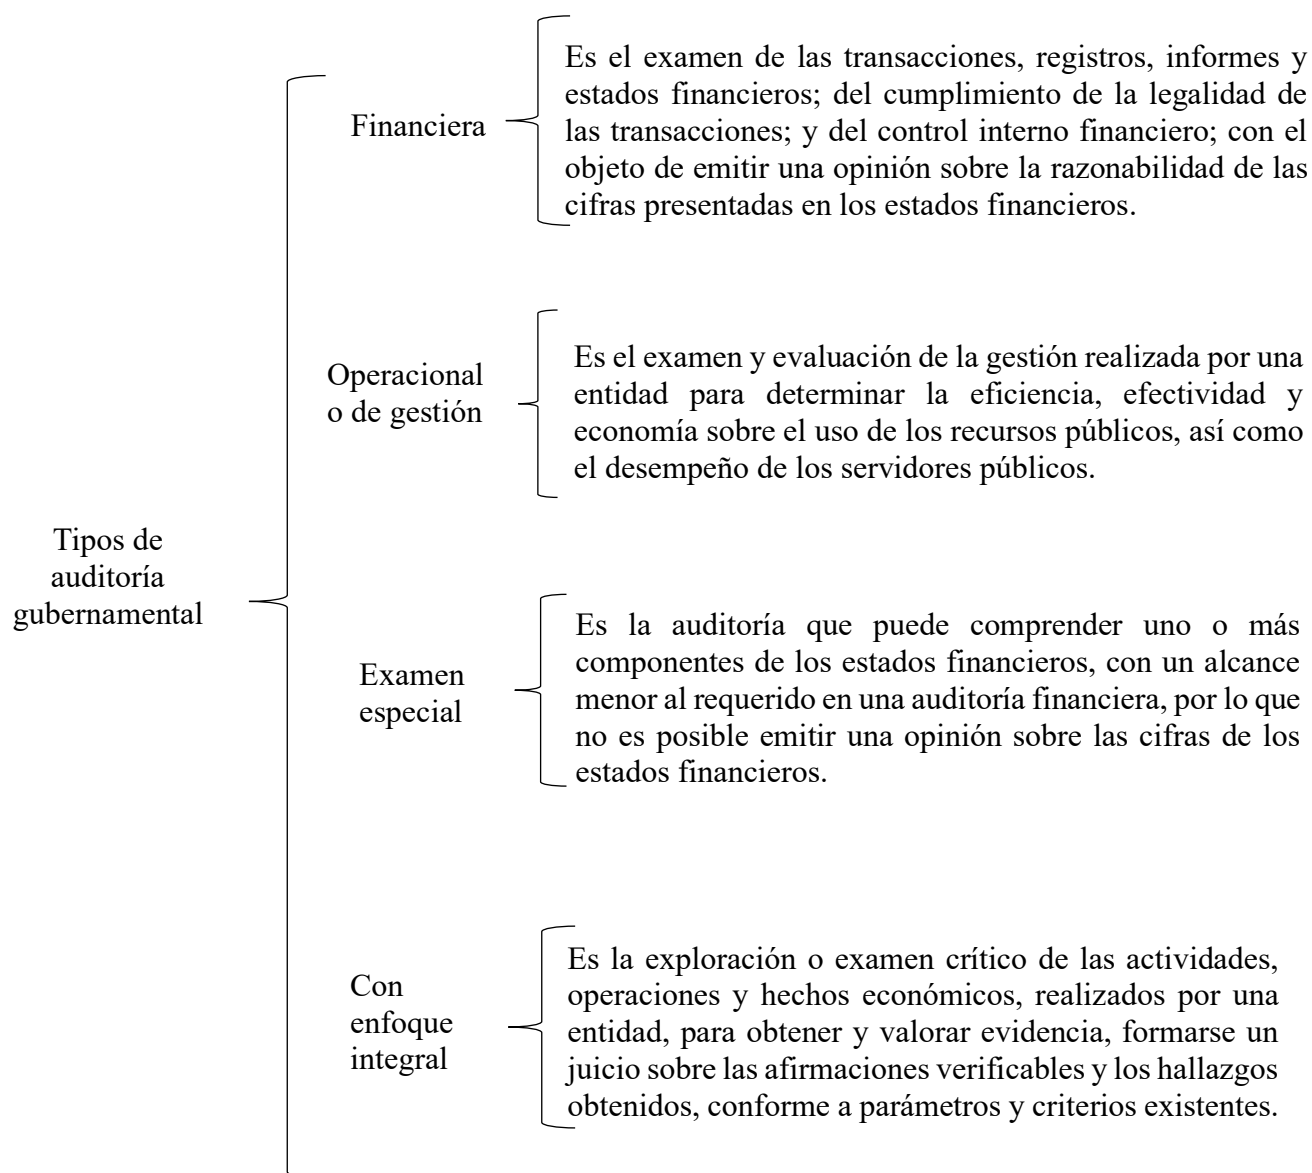 Tipos de
auditoría
gubernamental
Financiera
Es el examen de las transacciones, registros, informes y
estados financieros; del cumplimiento de la legalidad de
las transacciones; y del control interno financiero; con el
objeto de emitir una opinión sobre la razonabilidad de las
cifras presentadas en los estados financieros.
Operacional
o de gestión
Es el examen y evaluación de la gestión realizada por una
entidad para determinar la eficiencia, efectividad y
economía sobre el uso de los recursos públicos, así como
el desempeño de los servidores públicos.
Examen
especial
Es la auditoría que puede comprender uno o más
componentes de los estados financieros, con un alcance
menor al requerido en una auditoría financiera, por lo que
no es posible emitir una opinión sobre las cifras de los
estados financieros.
Con
enfoque
integral
Es la exploración o examen crítico de las actividades,
operaciones y hechos económicos, realizados por una
entidad, para obtener y valorar evidencia, formarse un
juicio sobre las afirmaciones verificables y los hallazgos
obtenidos, conforme a parámetros y criterios existentes.